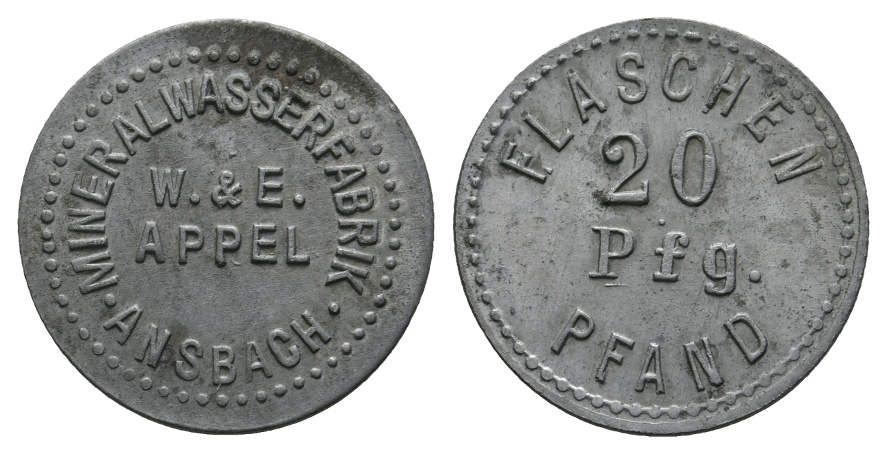 · MINERALWASSERFABRIK ·
W. & E.
APPEL
ANSBACH
FLASCHEN
20
Pfg.
PFAND